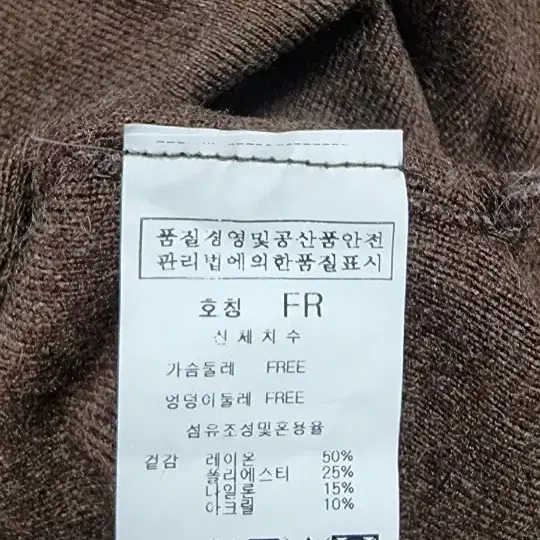 품질경영및공산품안전
관리법에의한품질표시
호칭 FR
신체치수
가슴둘레 FREE
엉덩이둘레 FREE
섬유조성및혼용율
겉감 레이온 50%
폴리에스터 25%
나일론 15%
아크릴 10%